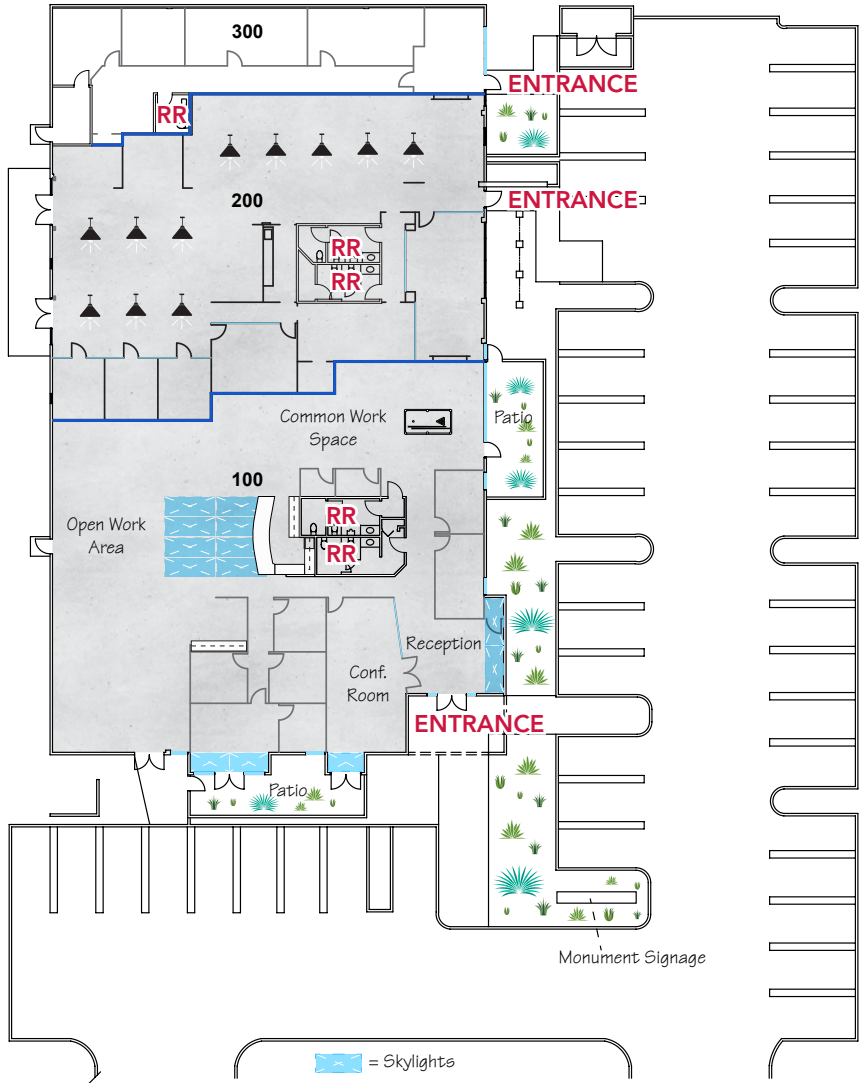 300
ENTRANCE
RR
200
ENTRANCE
RR
RR
Common Work
Space
Patio
100
Open Work
Area
RR
RR
Reception
Conf.
Room
ENTRANCE
Patio
Monument Signage
= Skylights